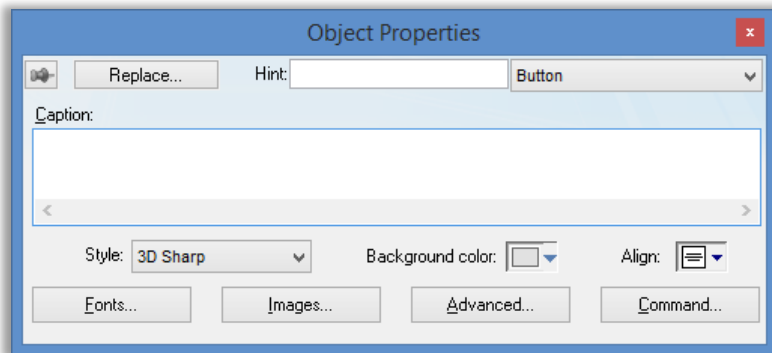 Object Properties x
Replace... Hint: Button
Caption:
Style: 3D Sharp Background color: Align:
Fonts... Images... Advanced... Command...